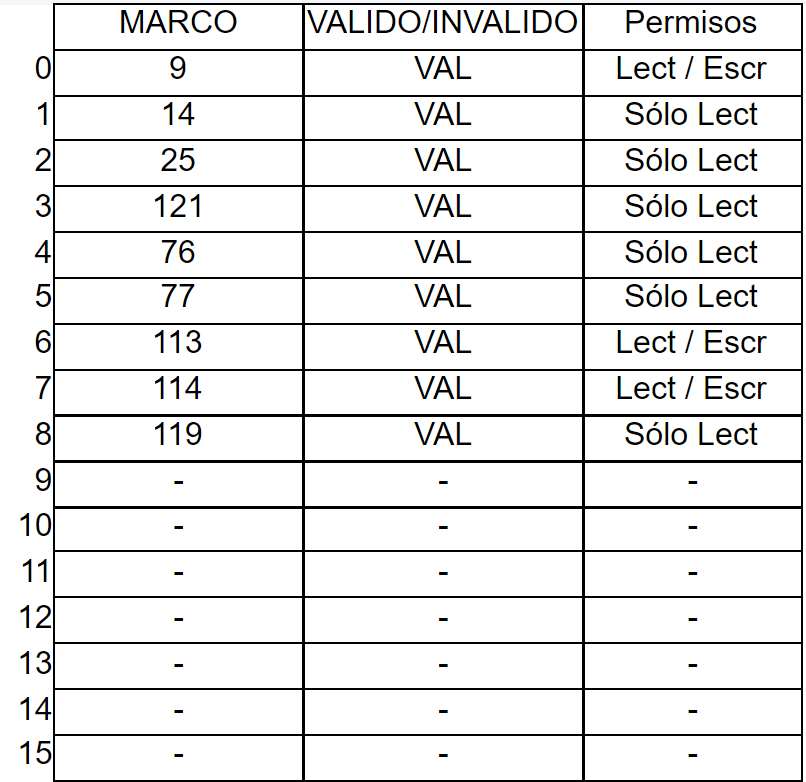 MARCO VALIDO/INVALIDO Permisos
0 9 VAL Lect / Escr
1 14 VAL Sólo Lect
2 25 VAL Sólo Lect
3 121 VAL Sólo Lect
4 76 VAL Sólo Lect
5 77 VAL Sólo Lect
6 113 VAL Lect / Escr
7 114 VAL Lect / Escr
8 119 VAL Sólo Lect
9 - - -
10 - - -
11 - - -
12 - - -
13 - - -
14 - - -
15 - - -